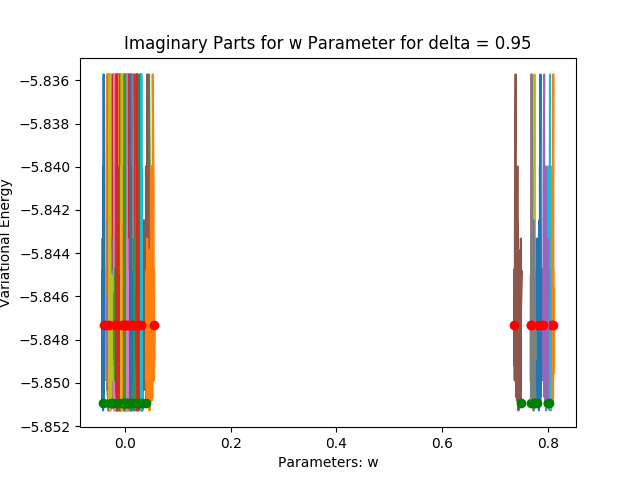 Imaginary Parts for w Parameter for delta = 0.95
Variational Energy
−5.836
−5.838
−5.840
−5.842
−5.844
−5.846
−5.848
−5.850
−5.852
0.0 0.2 0.4 0.6 0.8
Parameters: w